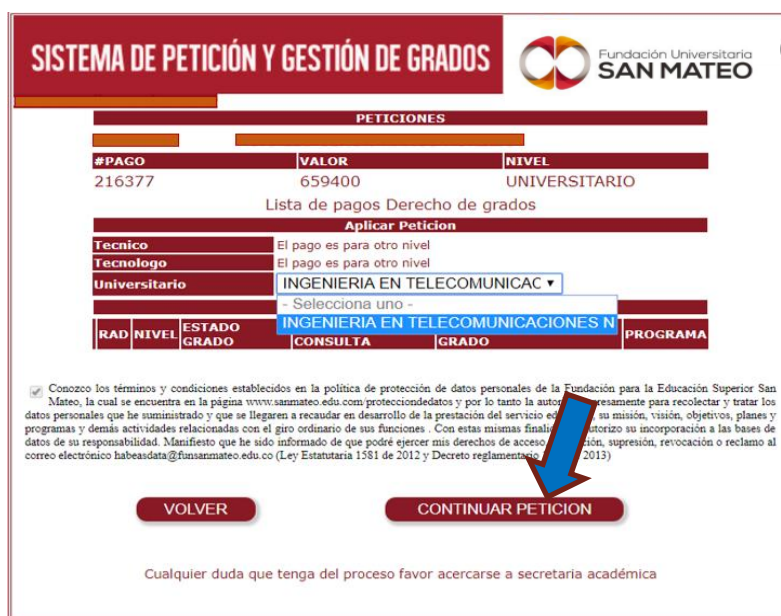 SISTEMA DE PETICIÓN Y GESTIÓN DE GRADOS
Fundación Universitaria
SAN MATEO
PETICIONES
#PAGO VALOR NIVEL
216377 659400 UNIVERSITARIO
Lista de pagos Derecho de grados
Aplicar Peticion
Tecnico El pago es para otro nivel
Tecnologo El pago es para otro nivel
Universitario INGENIERIA EN TELECOMUNICAC
- Selecciona uno -
INGENIERIA EN TELECOMUNICACIONES N
RAD NIVEL ESTADO GRADO CONSULTA GRADO PROGRAMA
Conozco los términos y condiciones establecidos en la política de protección de datos personales de la Fundación para la Educación Superior San
Mateo, la cual se encuentra en la página www.sanmateo.edu.com/protecciondedatos y por lo tanto la autor presamente para recolectar y tratar los
datos personales que he suministrado y que se llegaren a recaudar en desarrollo de la prestación del servicio ed su misión, visión, objetivos, planes y
programas y demás actividades relacionadas con el giro ordinario de sus funciones . Con estas mismas finali utorizo su incorporación a las bases de
datos de su responsabilidad. Manifiesto que he sido informado de que podré ejercer mis derechos de acceso ción, supresión, revocación o reclamo al
correo electrónico habeasdata@funsanmateo.edu.co (Ley Estatutaria 1581 de 2012 y Decreto reglamentario 2013)
VOLVER CONTINUAR PETICION
Cualquier duda que tenga del proceso favor acercarse a secretaria académica